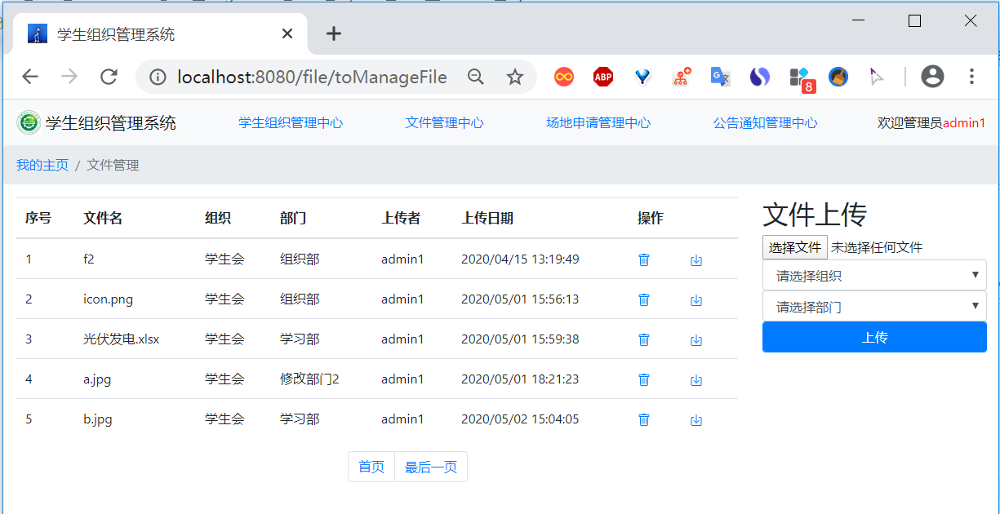 学生组织管理系统
localhost:8080/file/toManageFile
ABP
G
8
学生组织管理系统 学生组织管理中心 文件管理中心 场地申请管理中心 公告通知管理中心 欢迎管理员admin1
我的主页 / 文件管理
序号 文件名 组织 部门 上传者 上传日期 操作
1 f2 学生会 组织部 admin1 2020/04/15 13:19:49
2 icon.png 学生会 组织部 admin1 2020/05/01 15:56:13
3 光伏发电.xlsx 学生会 学习部 admin1 2020/05/01 15:59:38
4 a.jpg 学生会 修改部门2 admin1 2020/05/01 18:21:23
5 b.jpg 学生会 学习部 admin1 2020/05/02 15:04:05
首页 最后一页
文件上传
选择文件 未选择任何文件
请选择组织
请选择部门
上传